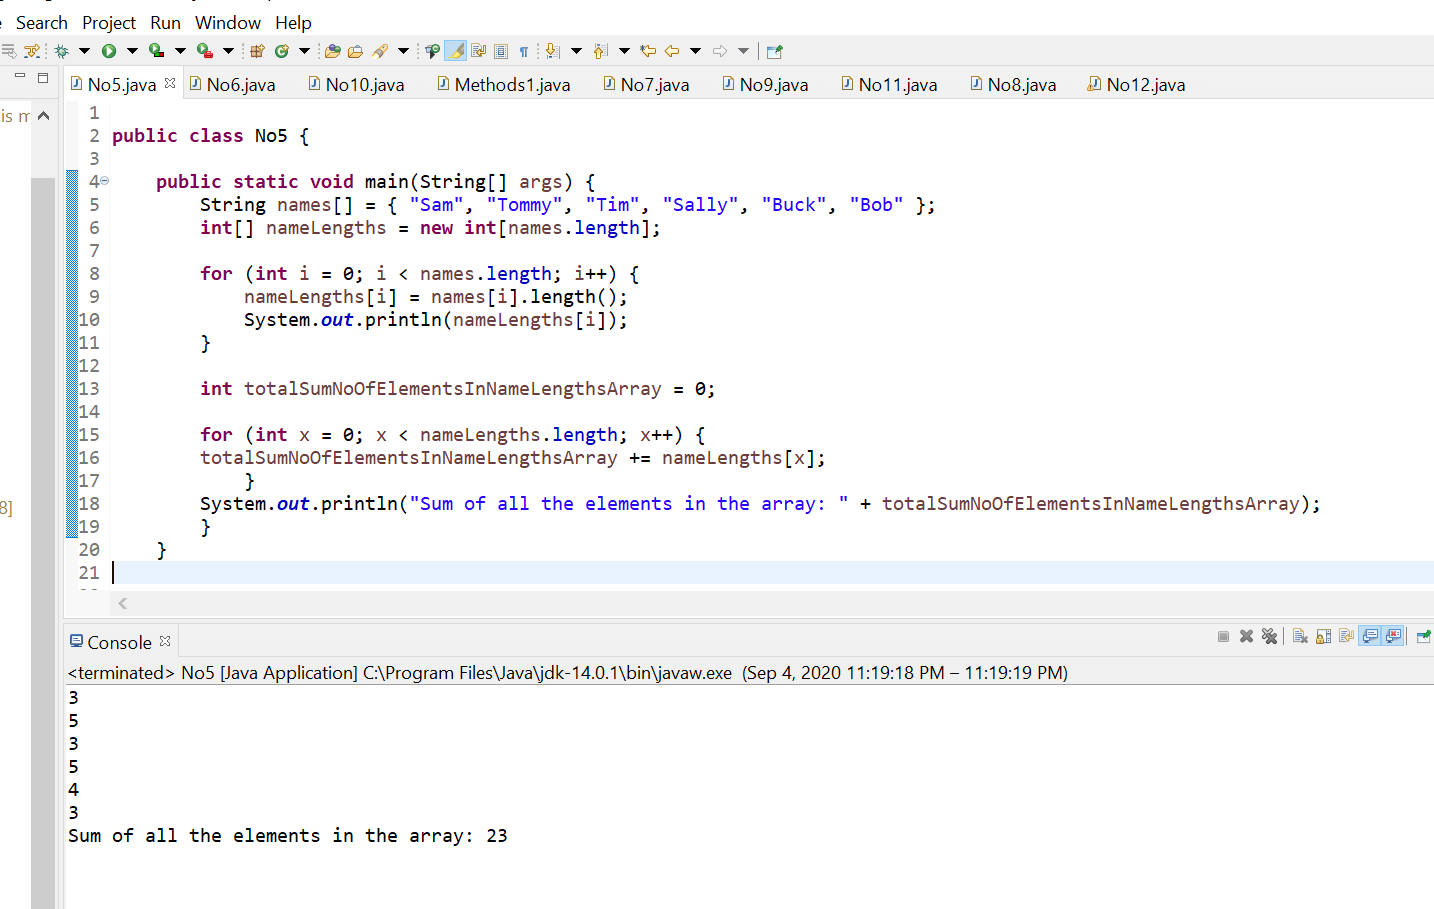 e Search Project Run Window Help
No5.java No6.java No10.java Methods1.java No7.java No9.java No11.java No8.java No12.java
is m
1
2 public class No5 {
3
4 public static void main(String[] args) {
5 String names[] = { "Sam", "Tommy", "Tim", "Sally", "Buck", "Bob" };
6 int[] nameLengths = new int[names.length];
7
8 for (int i = 0; i < names.length; i++) {
9 nameLengths[i] = names[i].length();
10 System.out.println(nameLengths[i]);
11 }
12
13 int totalSumNoOfElementsInNameLengthsArray = 0;
14
15 for (int x = 0; x < nameLengths.length; x++) {
16 totalSumNoOfElementsInNameLengthsArray += nameLengths[x];
17 }
8]
18 System.out.println("Sum of all the elements in the array: " + totalSumNoOfElementsInNameLengthsArray);
19 }
20 }
21
Console
<terminated> No5 [Java Application] C:\Program Files\Java\jdk-14.0.1\bin\javaw.exe (Sep 4, 2020 11:19:18 PM – 11:19:19 PM)
3
5
3
5
4
3
Sum of all the elements in the array: 23